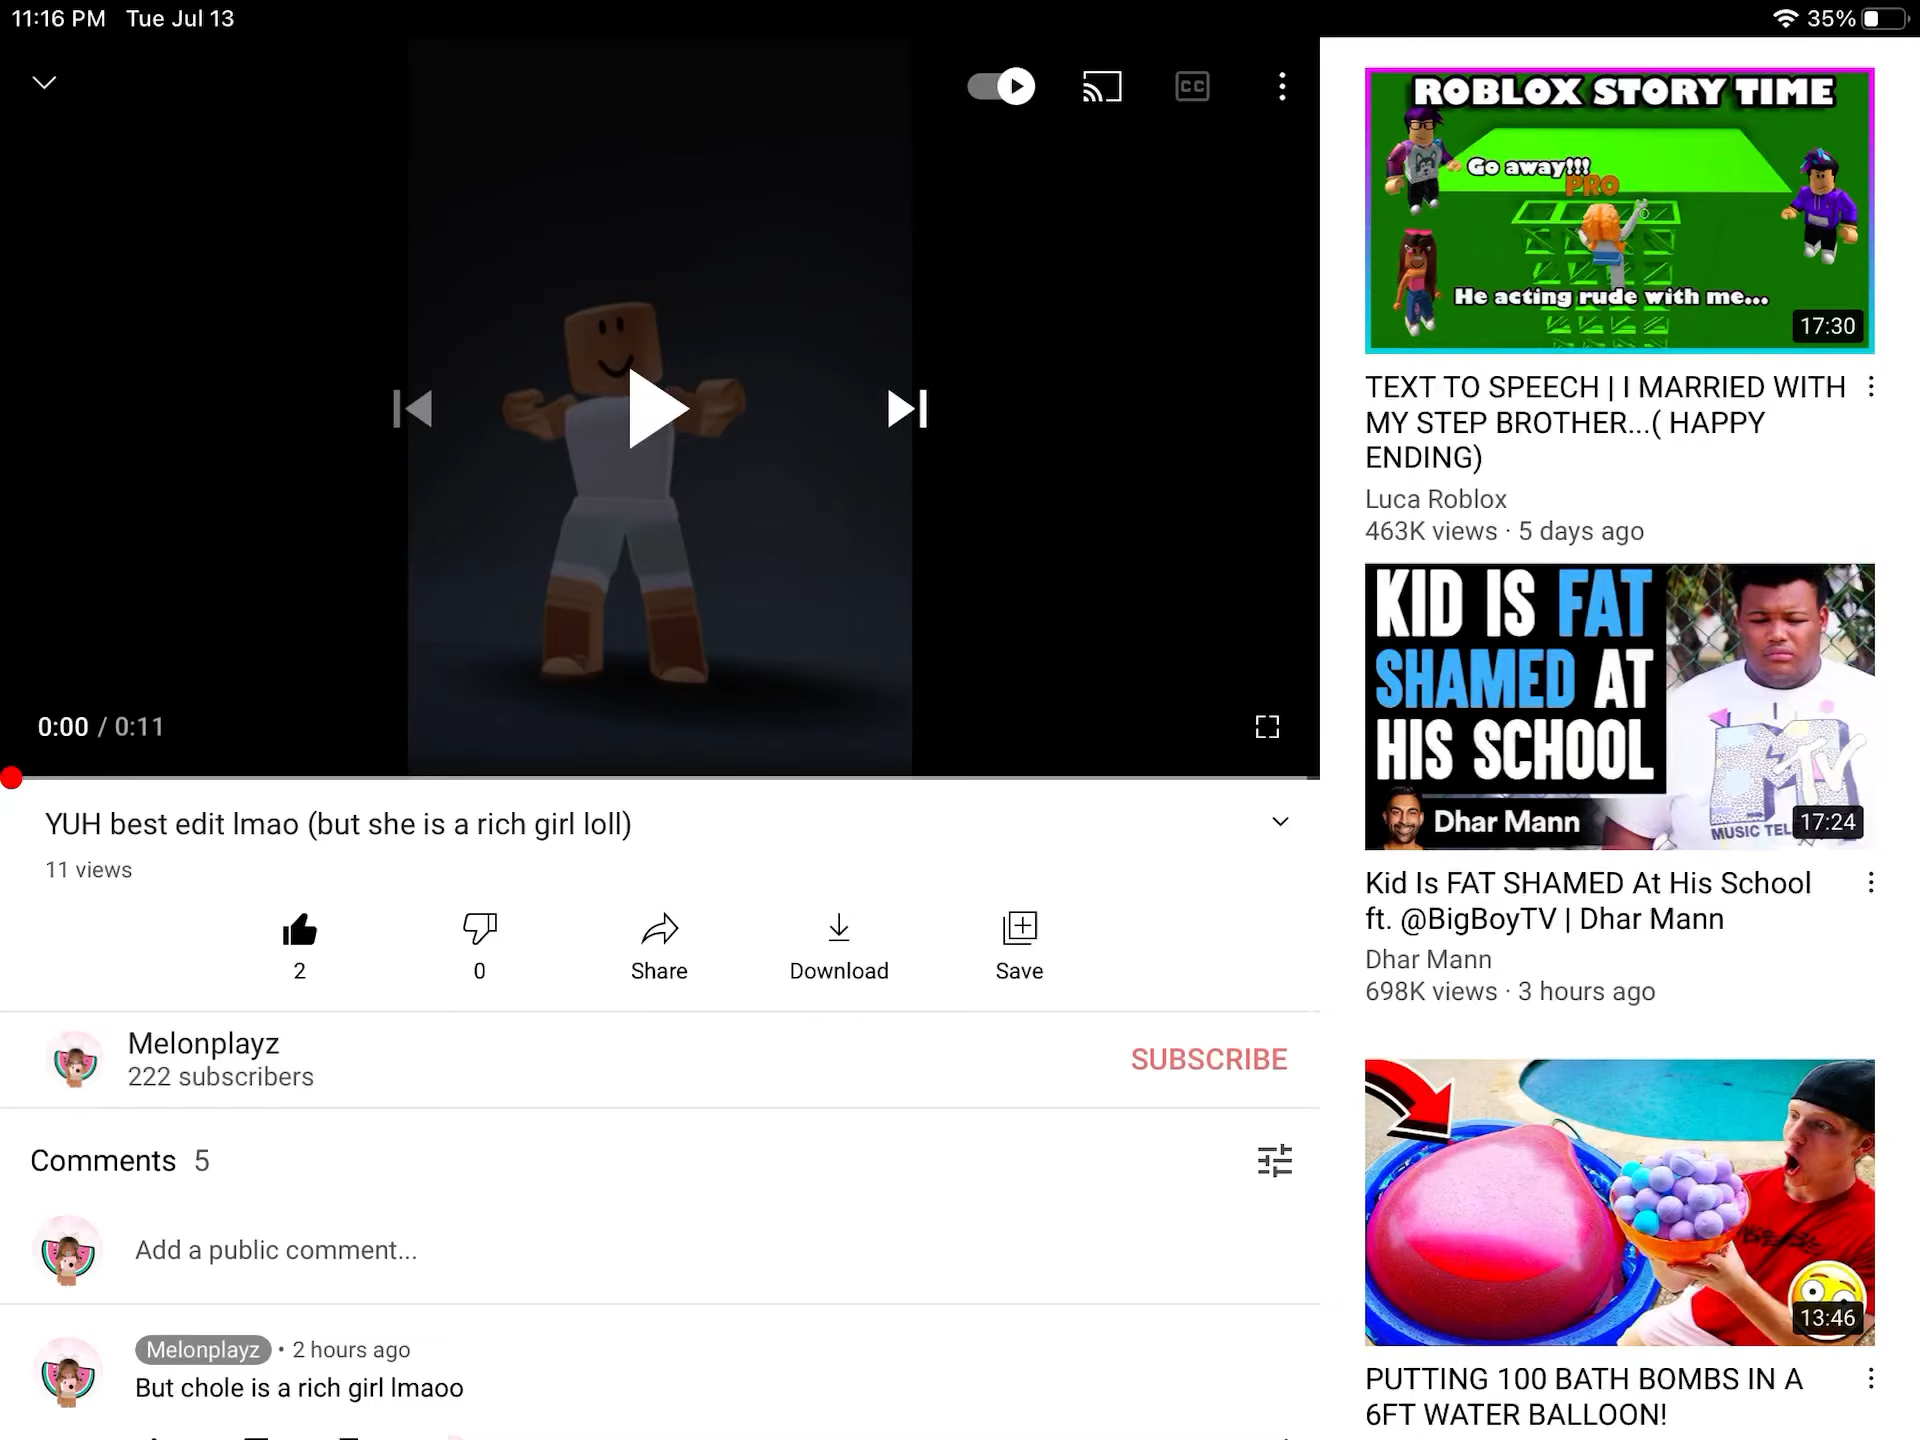 11:16 PM Tue Jul 13
35%
CC
0:00 / 0:11
YUH best edit lmao (but she is a rich girl loll)
11 views
2
0
Share
Download
Save
Melonplayz
222 subscribers
SUBSCRIBE
Comments 5
Add a public comment...
Melonplayz • 2 hours ago
But chole is a rich girl lmaoo
ROBLOX STORY TIME
Go away!!!
PRO
He acting rude with me...
17:30
TEXT TO SPEECH | I MARRIED WITH
MY STEP BROTHER...( HAPPY
ENDING)
Luca Roblox
463K views · 5 days ago
KID IS FAT
SHAMED AT
HIS SCHOOL
Dhar Mann
MTV
MUSIC TEL
17:24
Kid Is FAT SHAMED At His School
ft. @BigBoyTV | Dhar Mann
Dhar Mann
698K views · 3 hours ago
13:46
PUTTING 100 BATH BOMBS IN A
6FT WATER BALLOON!